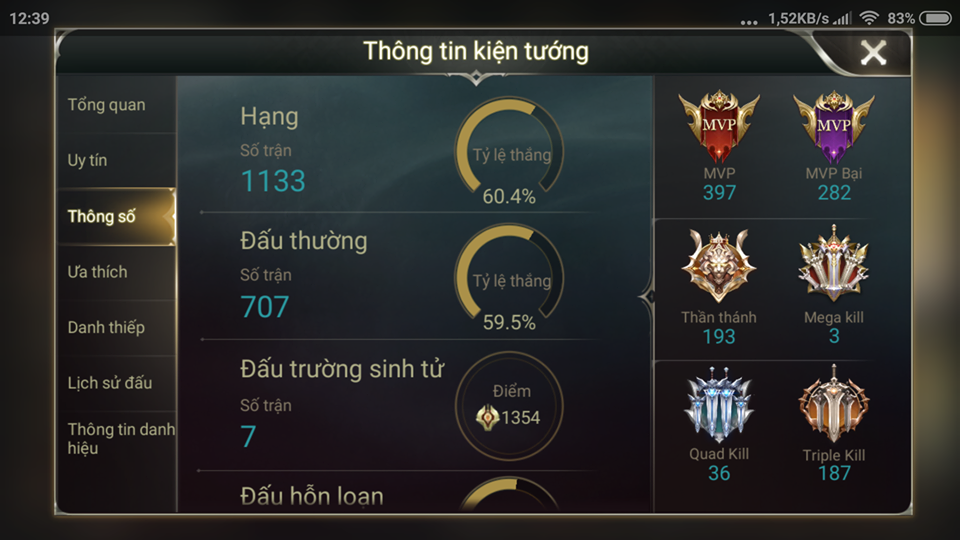 12:39
... 1,52KB/s 83%
Thông tin kiện tướng
Tổng quan
Uy tín
Thông số
Ưa thích
Danh thiếp
Lịch sử đấu
Thông tin danh
hiệu
Hạng
Số trận
1133
Tỷ lệ thắng
60.4%
Đấu thường
Số trận
707
Tỷ lệ thắng
59.5%
Đấu trường sinh tử
Số trận
7
Điểm
1354
Đấu hỗn loạn
MVP
MVP
397
MVP
MVP Bại
282
Thần thánh
193
Mega kill
3
Quad Kill
36
Triple Kill
187